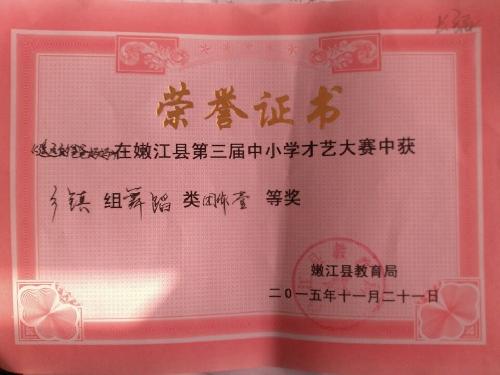 荣誉证书
在嫩江县第三届中小学才艺大赛中获
乡镇 组舞蹈 类团体壹 等奖
嫩江县教育局
二〇一五年十一月二十一日